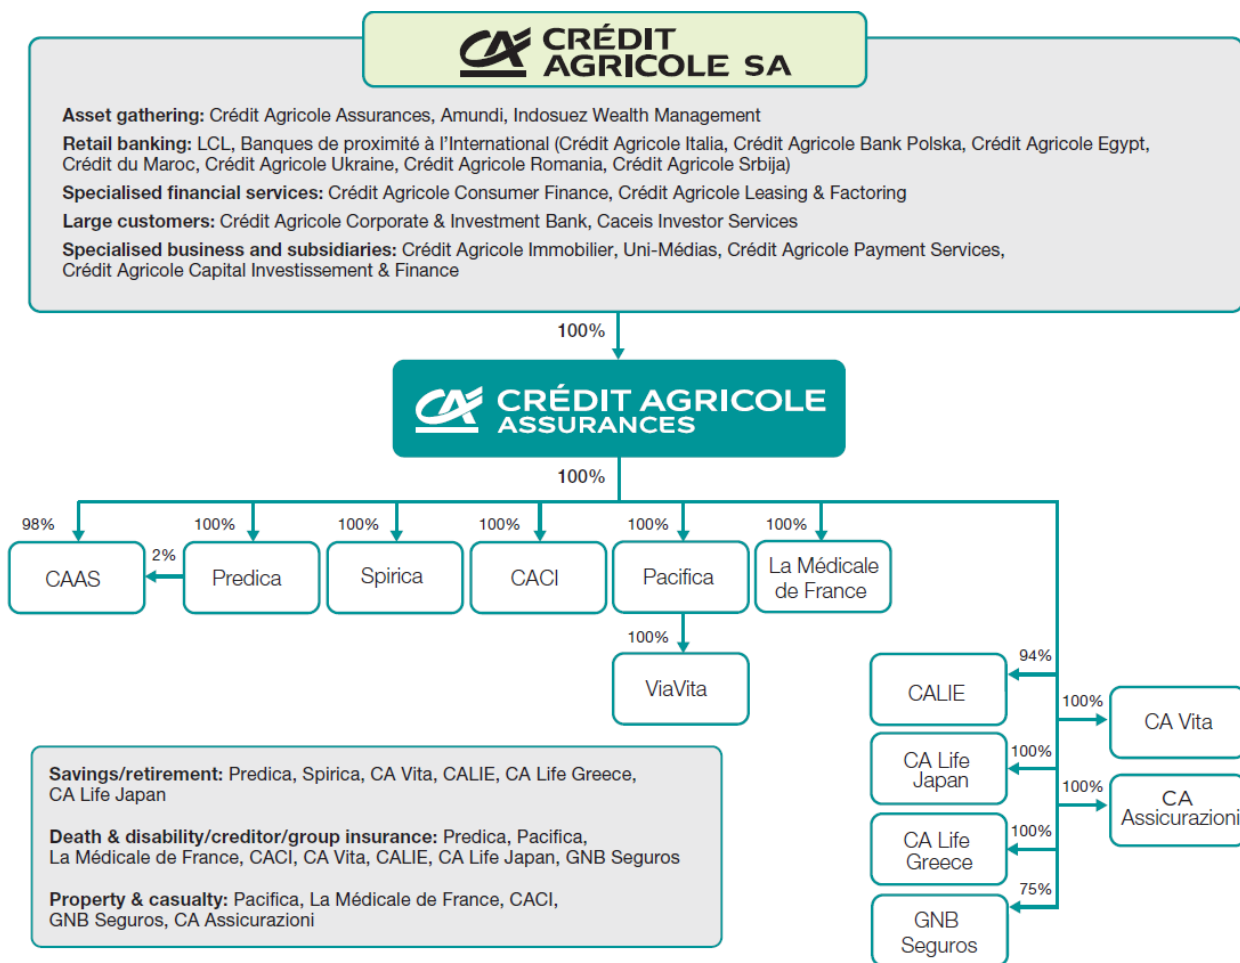 CRÉDIT
AGRICOLE SA
Asset gathering: Crédit Agricole Assurances, Amundi, Indosuez Wealth Management
Retail banking: LCL, Banques de proximité à l'International (Crédit Agricole Italia, Crédit Agricole Bank Polska, Crédit Agricole Egypt,
Crédit du Maroc, Crédit Agricole Ukraine, Crédit Agricole Romania, Crédit Agricole Srbija)
Specialised financial services: Crédit Agricole Consumer Finance, Crédit Agricole Leasing & Factoring
Large customers: Crédit Agricole Corporate & Investment Bank, Caceis Investor Services
Specialised business and subsidiaries: Crédit Agricole Immobilier, Uni-Médias, Crédit Agricole Payment Services,
Crédit Agricole Capital Investissement & Finance
100%
CRÉDIT AGRICOLE
ASSURANCES
100%
98%
100%
100%
100%
100%
100%
CAAS
2%
Predica
Spirica
CACI
Pacifica
La Médicale
de France
100%
ViaVita
94%
CALIE
100%
CA Vita
100%
CA Life
Japan
100%
CA
Assicurazioni
100%
CA Life
Greece
75%
GNB
Seguros
Savings/retirement: Predica, Spirica, CA Vita, CALIE, CA Life Greece,
CA Life Japan
Death & disability/creditor/group insurance: Predica, Pacifica,
La Médicale de France, CACI, CA Vita, CALIE, CA Life Japan, GNB Seguros
Property & casualty: Pacifica, La Médicale de France, CACI,
GNB Seguros, CA Assicurazioni